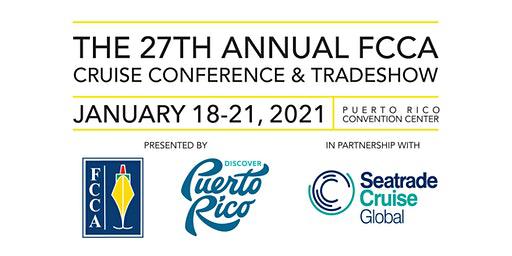 THE 27TH ANNUAL FCCA
CRUISE CONFERENCE & TRADESHOW
JANUARY 18-21, 2021
PUERTO RICO
CONVENTION CENTER
PRESENTED BY
IN PARTNERSHIP WITH
FCCA
DISCOVER
Puerto
Rico
Seatrade
Cruise
Global